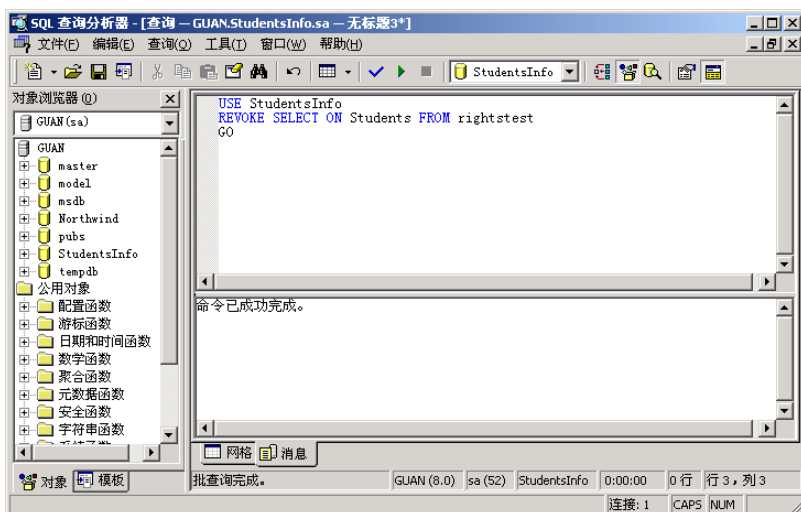 SQL 查询分析器 - [查询 — GUAN.StudentsInfo.sa — 无标题3*]
文件(F) 编辑(E) 查询(Q) 工具(T) 窗口(W) 帮助(H)
StudentsInfo
对象浏览器(O)
GUAN(sa)
GUAN
master
model
msdb
Northwind
pubs
StudentsInfo
tempdb
公用对象
配置函数
游标函数
日期和时间函数
数学函数
聚合函数
元数据函数
安全函数
字符串函数
对象 模板
USE StudentsInfo
REVOKE SELECT ON Students FROM rightstest
GO
命令已成功完成。
网格 消息
批查询完成。 GUAN (8.0) sa (52) StudentsInfo 0:00:00 0 行 行 3，列 3
连接: 1 CAPS NUM